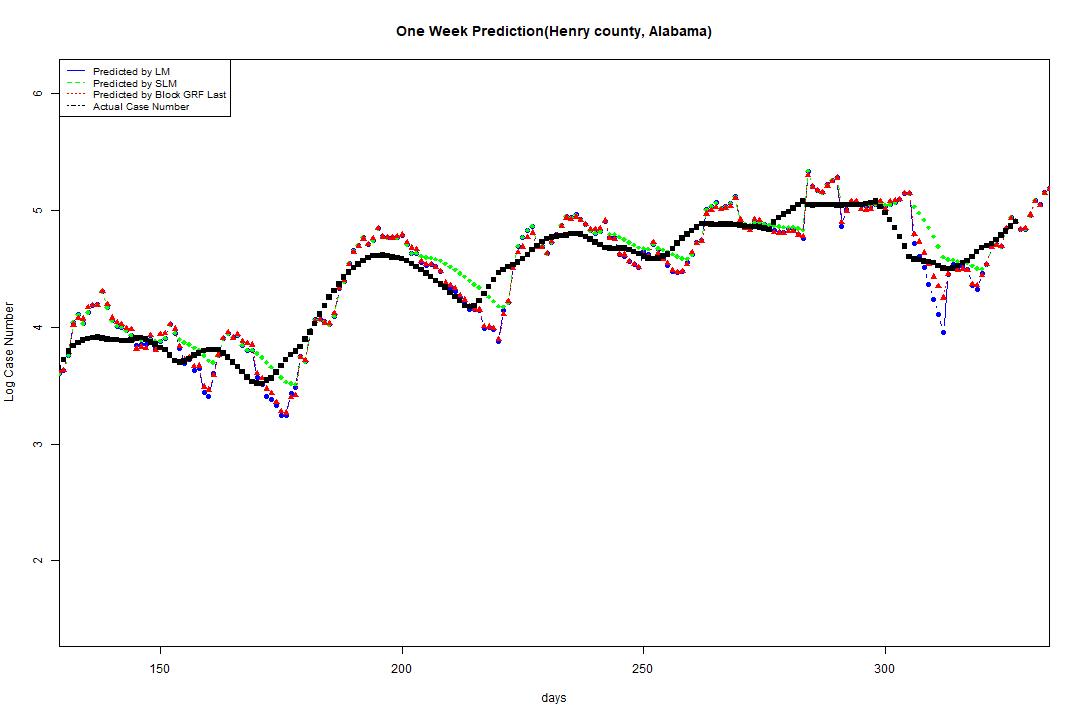 One Week Prediction(Henry county, Alabama)
Predicted by LM
Predicted by SLM
Predicted by Block GRF Last
Actual Case Number
6
5
4
3
2
Log Case Number
150
200
250
300
days